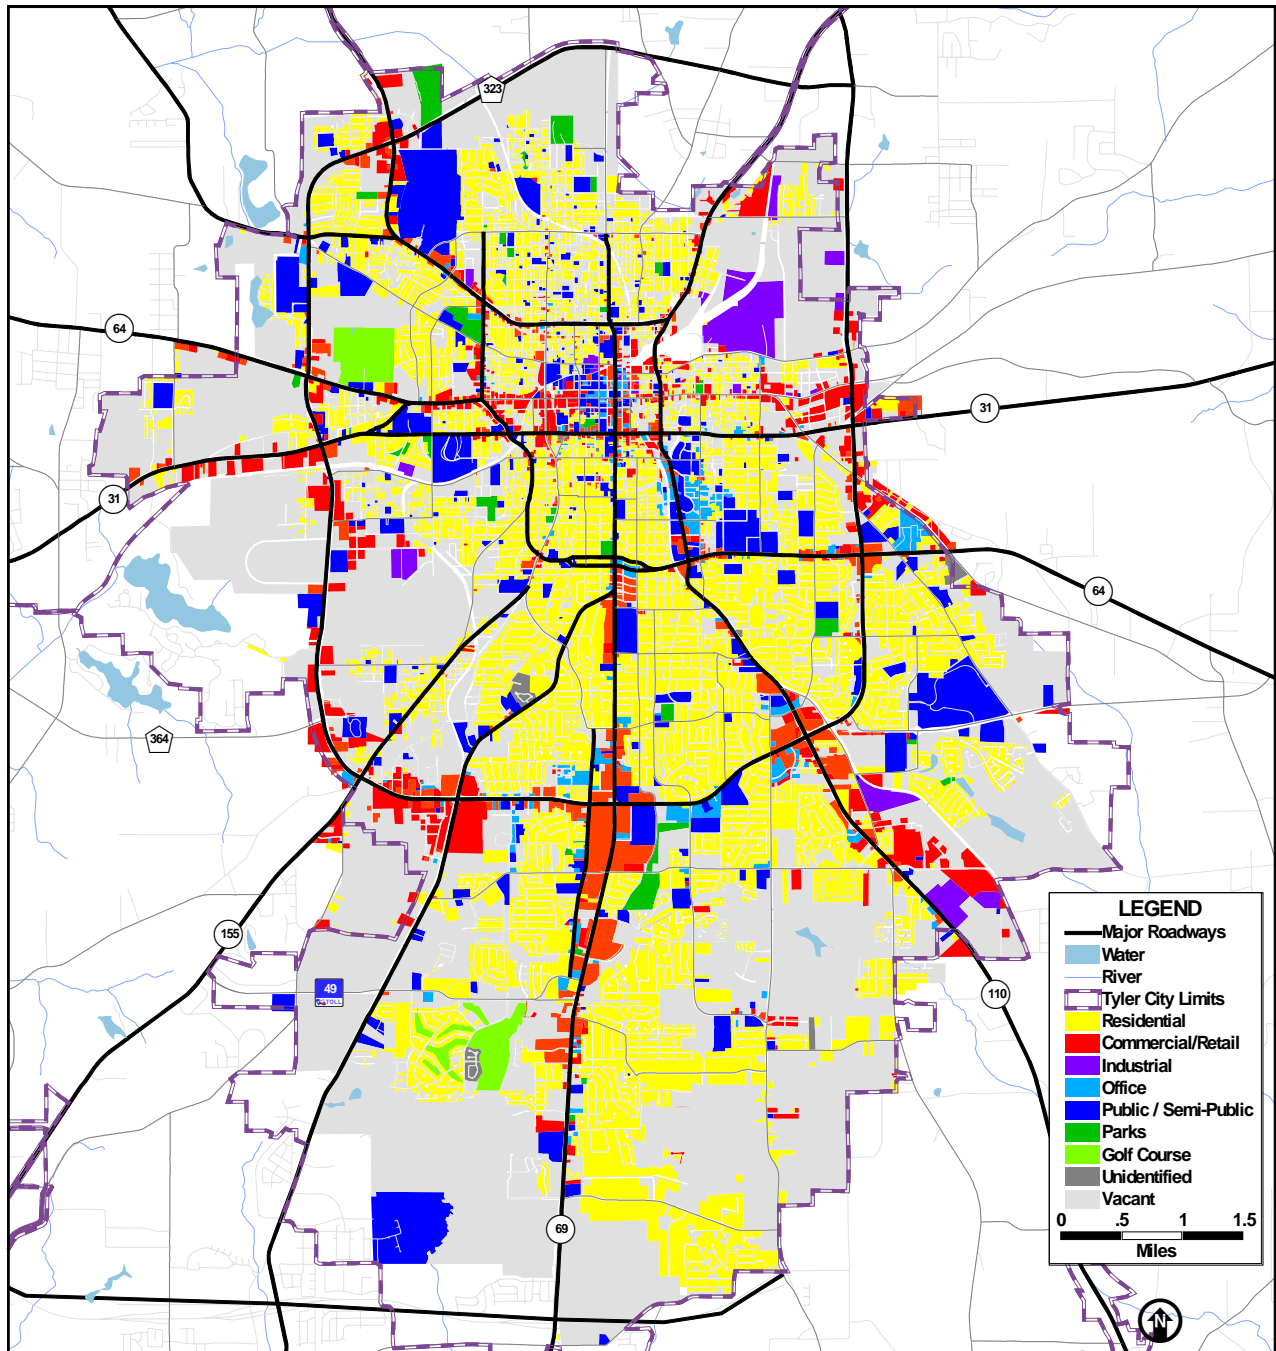 323
64
31
31
64
364
155
49
TOLL
110
69
LEGEND
Major Roadways
Water
River
Tyler City Limits
Residential
Commercial/Retail
Industrial
Office
Public / Semi-Public
Parks
Golf Course
Unidentified
Vacant
0 .5 1 1.5
Miles
N